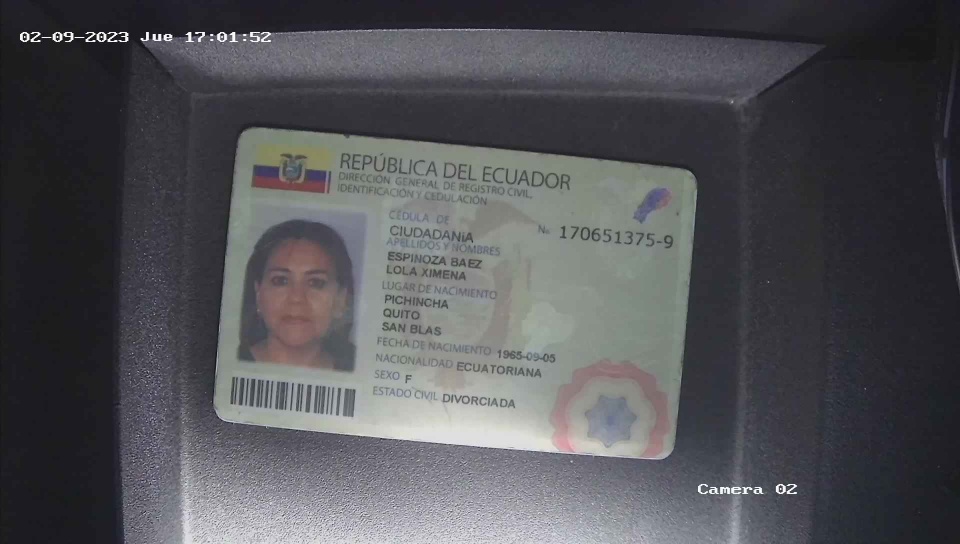 02-09-2023 Jue 17:01:52
REPÚBLICA DEL ECUADOR
DIRECCIÓN GENERAL DE REGISTRO CIVIL,
IDENTIFICACIÓN Y CEDULACIÓN
CÉDULA DE
CIUDADANÍA
No. 170651375-9
APELLIDOS Y NOMBRES
ESPINOZA BAEZ
LOLA XIMENA
LUGAR DE NACIMIENTO
PICHINCHA
QUITO
SAN BLAS
FECHA DE NACIMIENTO 1965-09-05
NACIONALIDAD ECUATORIANA
SEXO F
ESTADO CIVIL DIVORCIADA
Camera 02